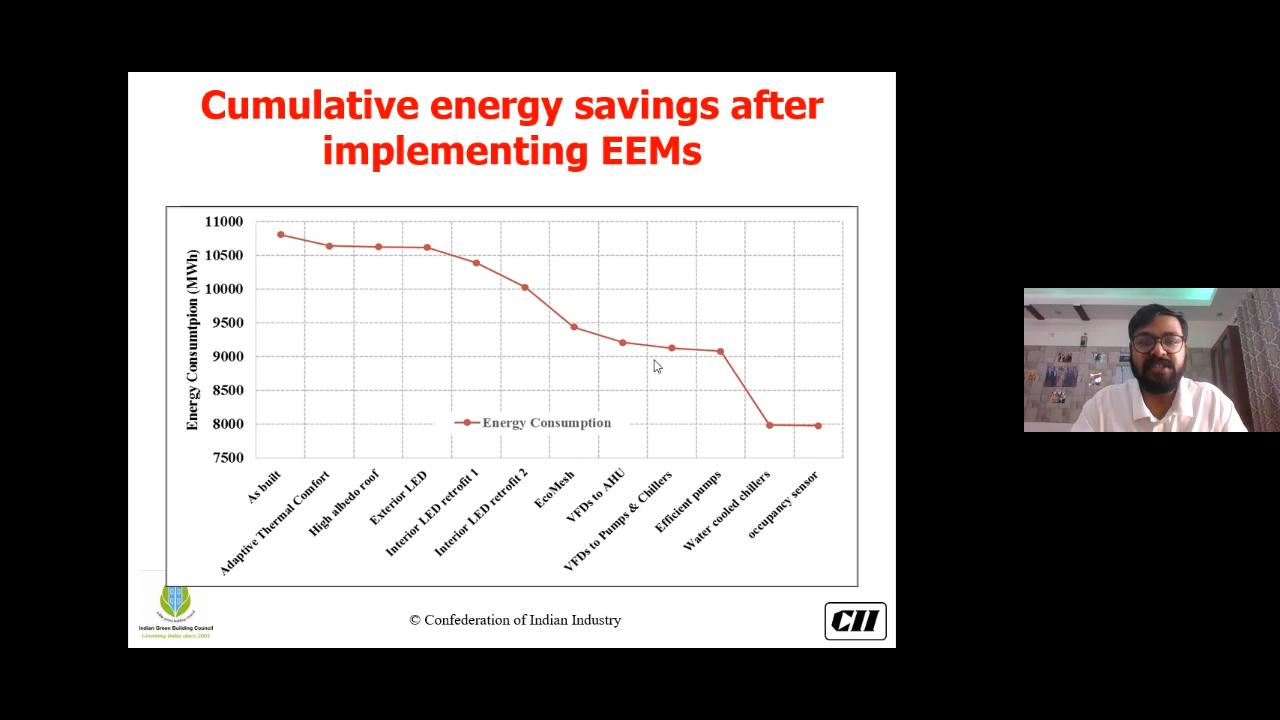 Cumulative energy savings after
implementing EEMs
11000
10500
10000
9500
9000
8500
8000
7500
Energy Consumtpion (MWh)
Energy Consumption
As built
Adaptive Thermal Comfort
High albedo roof
Exterior LED
Interior LED retrofit 1
Interior LED retrofit 2
EcoMesh
VFDs to AHU
VFDs to Pumps & Chillers
Efficient pumps
Water cooled chillers
occupancy sensor
Indian Green Building Council
Greening India since 2001
© Confederation of Indian Industry
CII